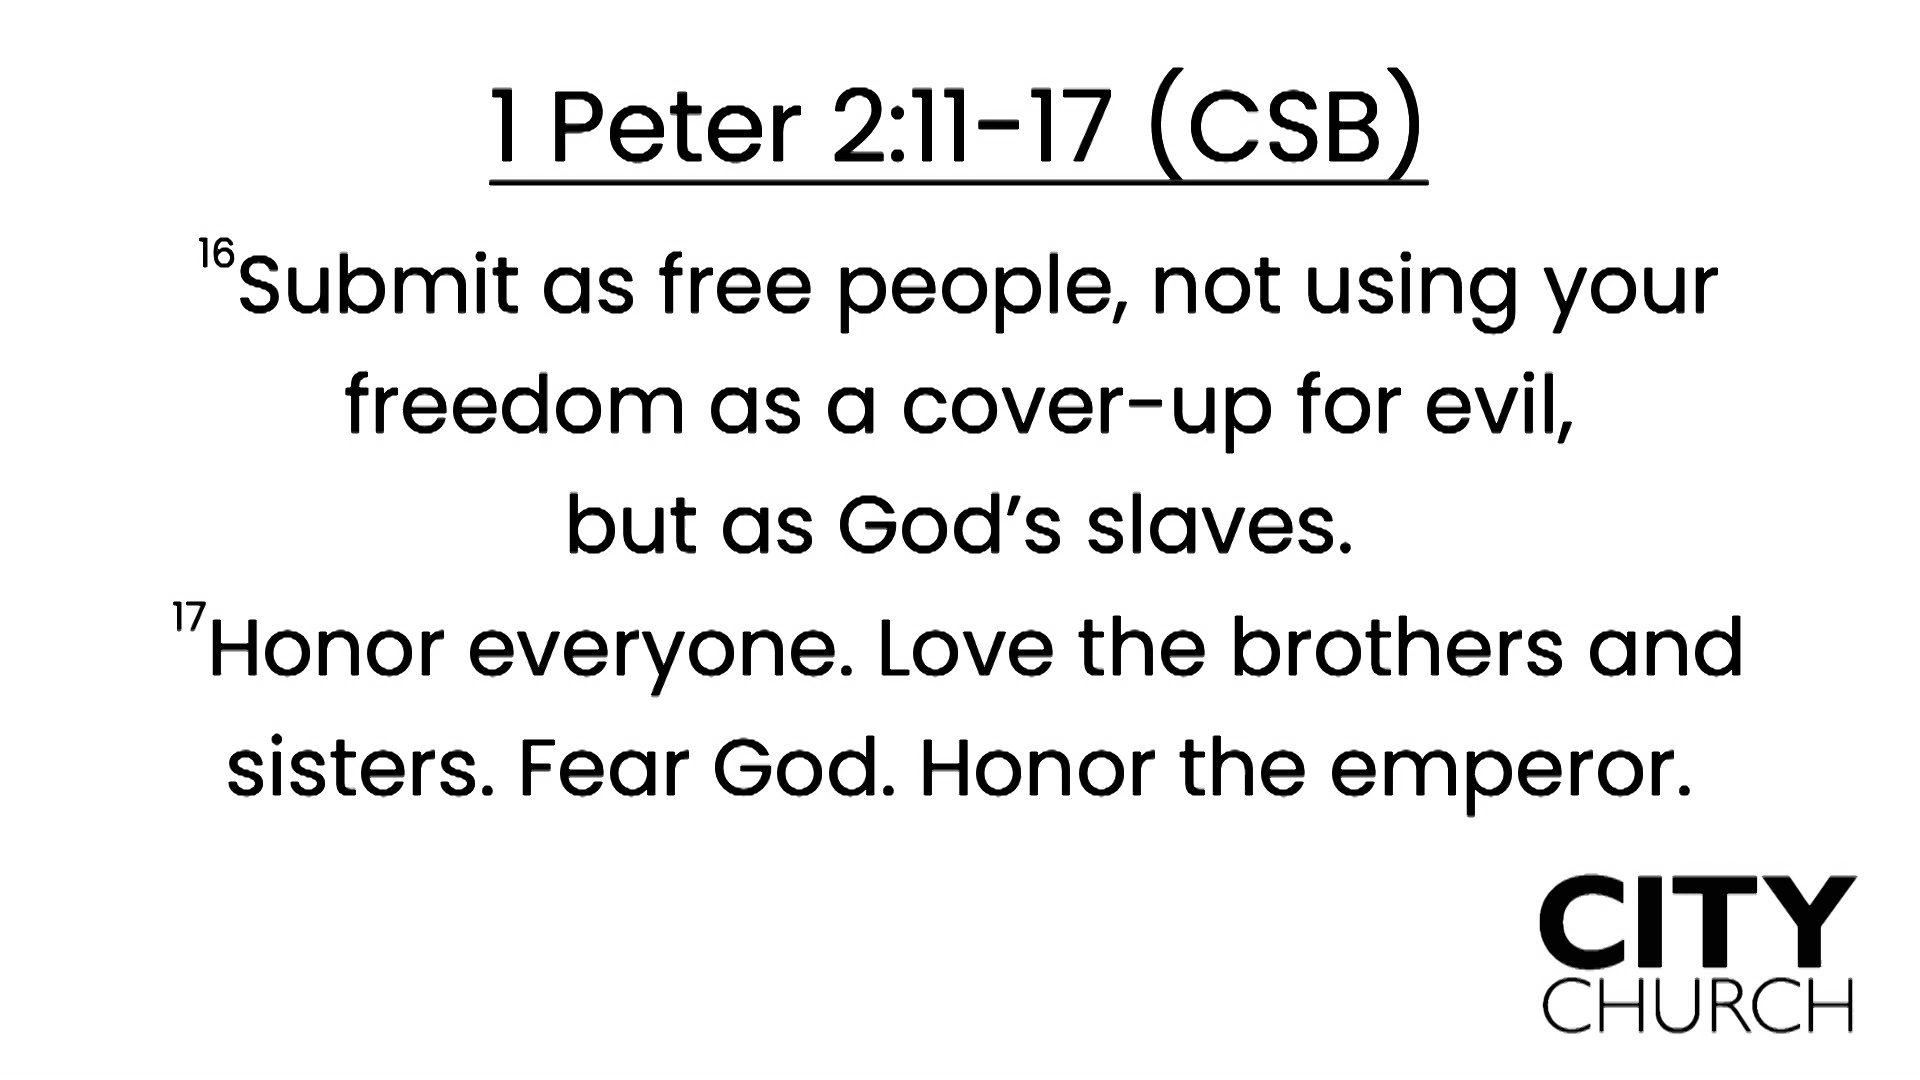 1 Peter 2:11-17 (CSB)
16Submit as free people, not using your
freedom as a cover-up for evil,
but as God’s slaves.
17Honor everyone. Love the brothers and
sisters. Fear God. Honor the emperor.
CITY
CHURCH